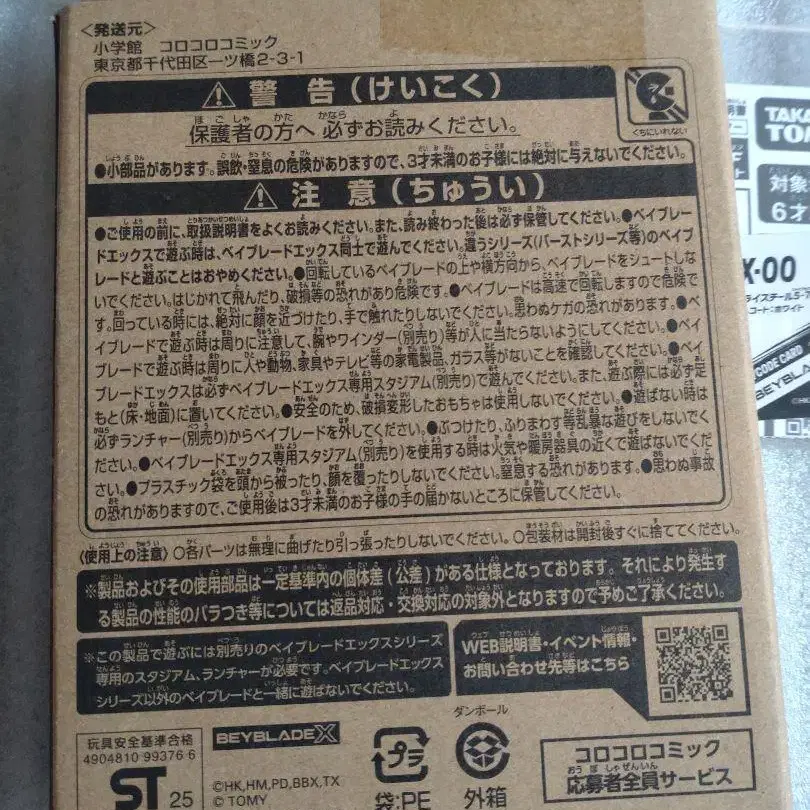 <発送元>
小学館 コロコロコミック
東京都千代田区一ツ橋2-3-1
警告(けいこく)
くちにいれない
保護者の方へ 必ずお読みください。
●小部品があります。誤飲・窒息の危険がありますので、3才未満のお子様には絶対に与えないでください。
注意(ちゅうい)
●ご使用の前に、取扱説明書をよくお読みください。また、読み終わった後は必ず保管してください。●ベイブレー
ドエックスで遊ぶ時は、ベイブレードエックス同士で遊んでください。違うシリーズ(バーストシリーズ等)のベイブ
レードと遊ぶことはおやめください。●回転しているベイブレードの上や横方向から、ベイブレードをシュートしな
いでください。はじかれて飛んだり、破損等の恐れがあり危険です。●ベイブレードは高速で回転しますので危険で
す。回っている時には、絶対に顔を近づけたり、手で触れたりしないでください。思わぬケガの恐れがあります。●ベ
イブレードで遊ぶ時は周りに注意して、腕やワインダー(別売り)等が人に当たらないようにしてください。●ベイ
ブレードで遊ぶ時は周りに人や動物、家具やテレビ等の家電製品、ガラス等がないことを確認してください。●ベイ
ブレードエックスは必ずベイブレードエックス専用スタジアム(別売り)で遊んでください。また、遊ぶ際には必ず足
もと(床・地面)に置いてください。●安全のため、破損変形したおもちゃは使用しないでください。●遊ばない時は
必ずランチャー(別売り)からベイブレードを外してください。●ぶつけたり、ふりまわす等乱暴な遊びをしないでく
ださい。●ベイブレードエックス専用スタジアム(別売り)を使用する時は火気や暖房器具の近くで遊ばないでくだ
さい。●プラスチック袋を頭から被ったり、顔を覆ったりしないでください。窒息する恐れがあります。●思わぬ事故
の恐れがありますので、ご使用後は3才未満のお子様の手の届かないところに保管してください。
〈使用上の注意〉○各パーツは無理に曲げたり引っ張ったりしないでください。○包装材は開封後すぐに捨ててください。
※製品およびその使用部品は一定基準内の個体差(公差)がある仕様となっております。それにより発生す
る製品の性能のバラつき等については返品対応・交換対応の対象外となりますので予めご了承ください。
※この製品で遊ぶには別売りのベイブレードエックスシリーズ
専用のスタジアム、ランチャーが必要です。ベイブレードエックス
シリーズ以外のベイブレードと一緒に遊ばないでください。
WEB説明書・イベント情報・
お問い合わせ先等はこちら
玩具安全基準合格
4904810 99376 6
ST 25
BEYBLADE X
©HK,HM,PD,BBX,TX
© TOMY
プラ
袋:PE
ダンボール
外箱
コロコロコミック
応募者全員サービス
TAKA
TOM
対象
6才
X-00
コート:ホワイト
CODE CARD
BEYBLADE